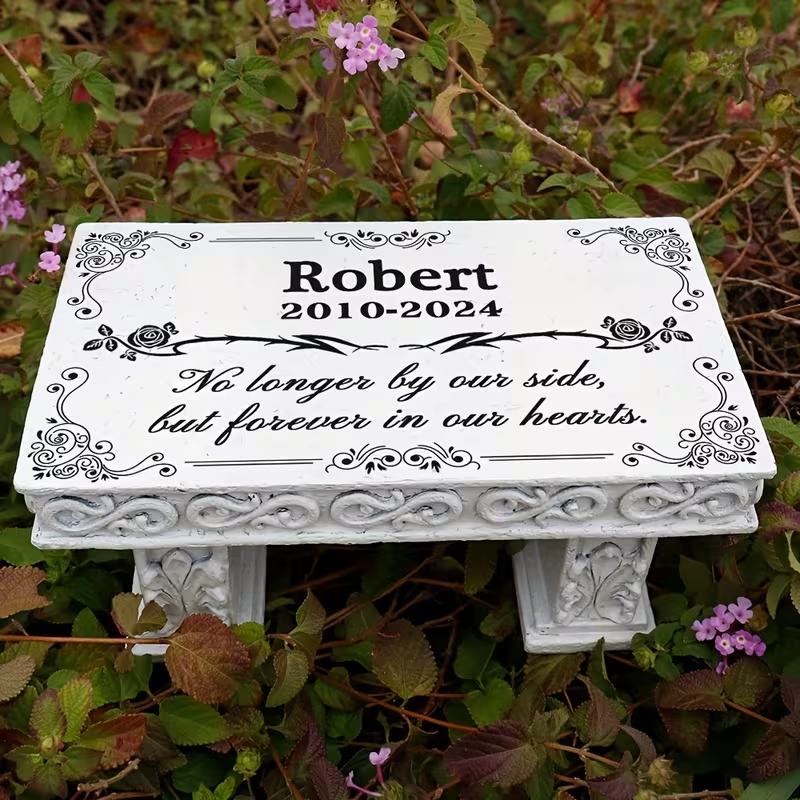 Robert
2010-2024
No longer by our side,
but forever in our hearts.